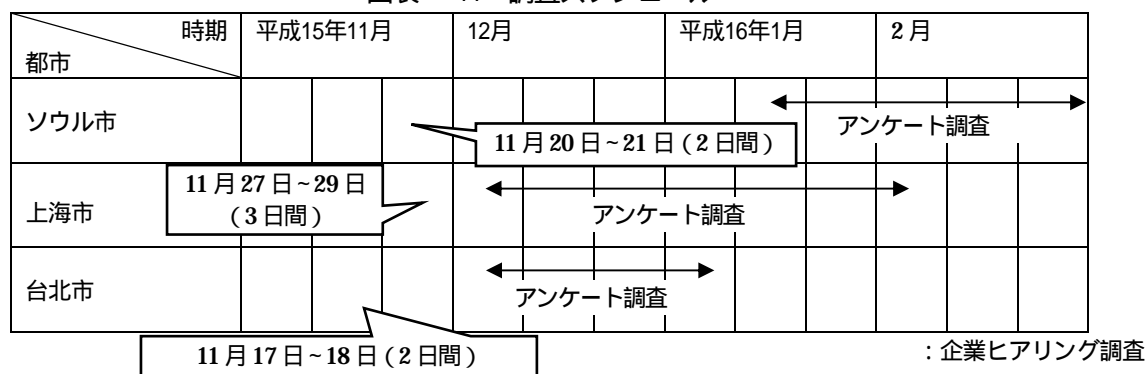 時期 平成15年11月 12月 平成16年1月 2月
都市
ソウル市
アンケート調査
11月20日~21日(2日間)
上海市
11月27日~29日
(3日間)
アンケート調査
台北市
アンケート調査
11月17日~18日(2日間)
:企業ヒアリング調査